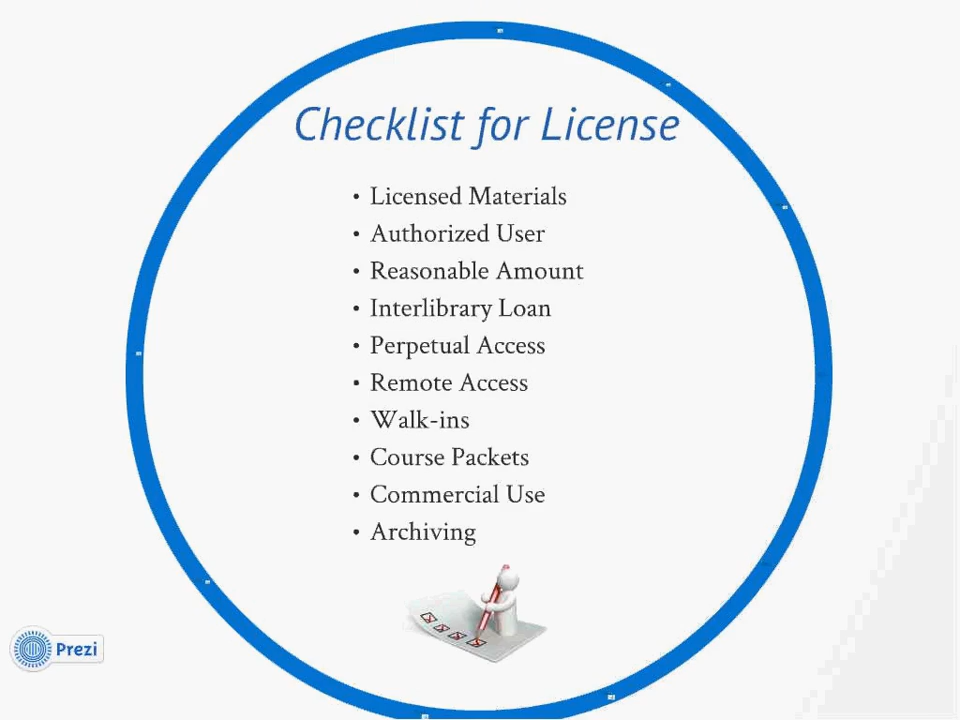 Checklist for License
• Licensed Materials
• Authorized User
• Reasonable Amount
• Interlibrary Loan
• Perpetual Access
• Remote Access
• Walk-ins
• Course Packets
• Commercial Use
• Archiving
Prezi